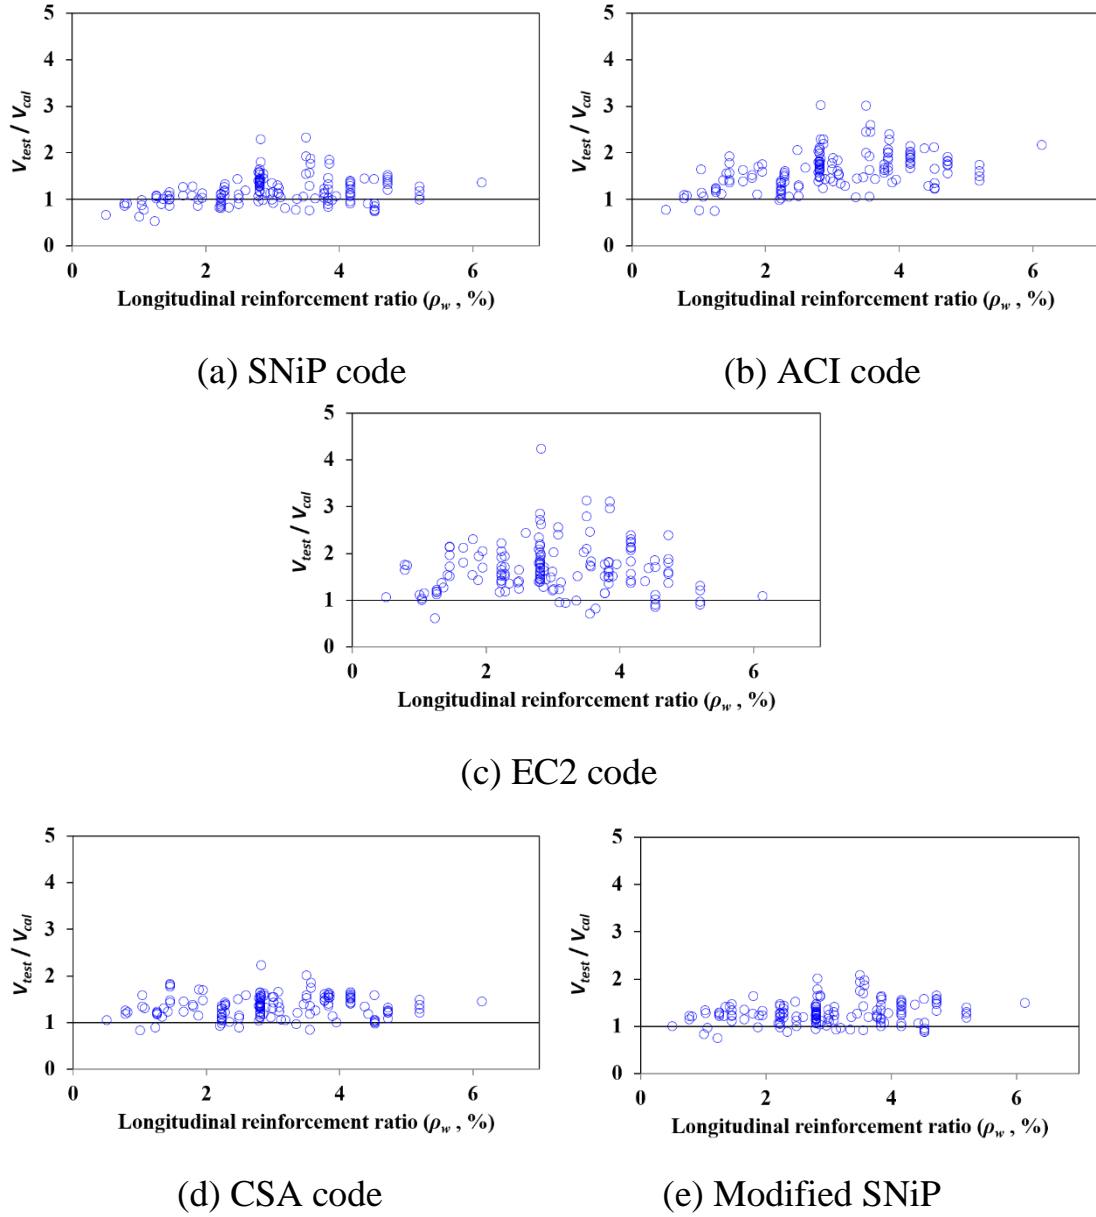 5
4
3
2
1
0
V_test / V_cal
0 2 4 6
Longitudinal reinforcement ratio (ρ_w , %)
(a) SNiP code
5
4
3
2
1
0
V_test / V_cal
0 2 4 6
Longitudinal reinforcement ratio (ρ_w , %)
(b) ACI code
5
4
3
2
1
0
V_test / V_cal
0 2 4 6
Longitudinal reinforcement ratio (ρ_w , %)
(c) EC2 code
5
4
3
2
1
0
V_test / V_cal
0 2 4 6
Longitudinal reinforcement ratio (ρ_w , %)
(d) CSA code
5
4
3
2
1
0
V_test / V_cal
0 2 4 6
Longitudinal reinforcement ratio (ρ_w , %)
(e) Modified SNiP